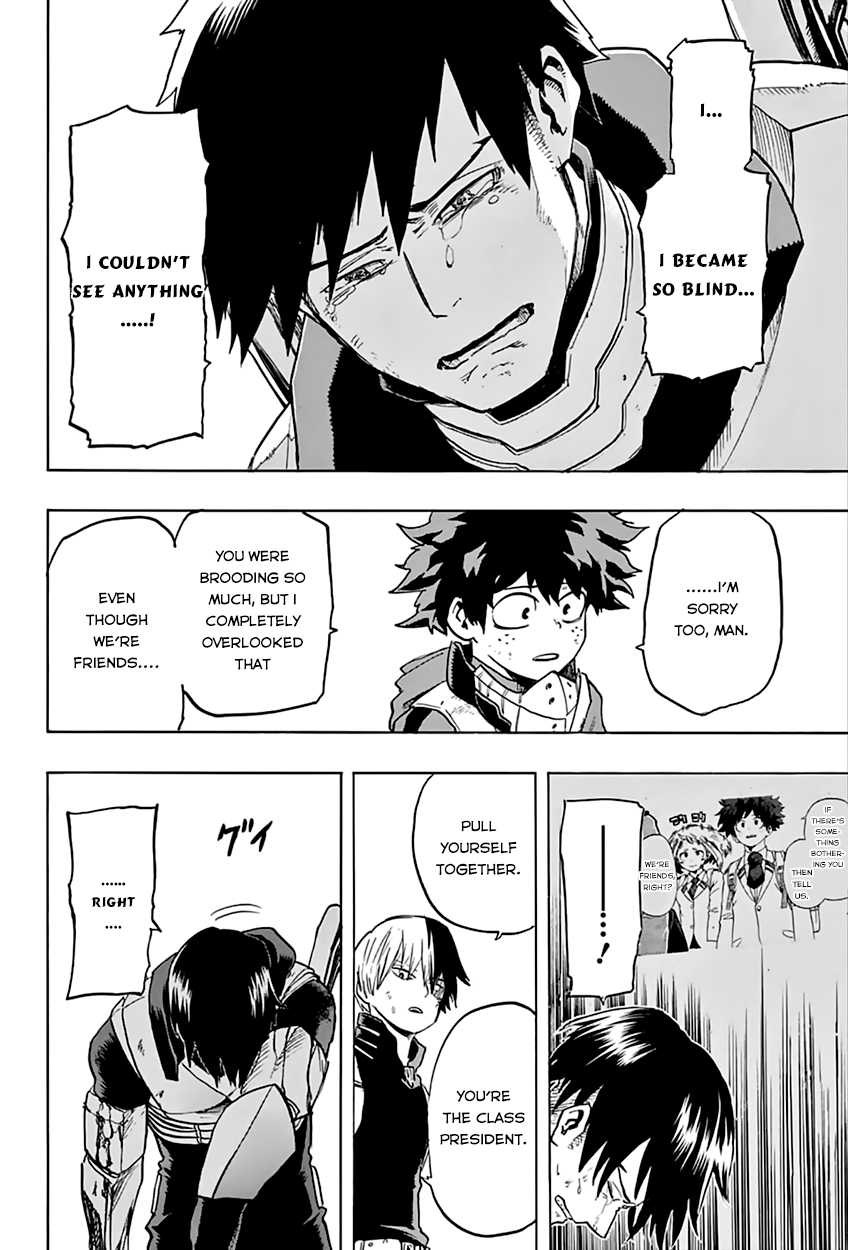 I...
I BECAME
SO BLIND...
I COULDN'T
SEE ANYTHING
.....!
......I'M
SORRY
TOO, MAN.
YOU WERE
BROODING SO
MUCH, BUT I
COMPLETELY
OVERLOOKED
THAT
EVEN
THOUGH
WE'RE
FRIENDS....
IF
THERE'S
SOME-
THING
BOTHER-
ING YOU
THEN
TELL
US.
WE'RE
FRIENDS,
RIGHT?
PULL
YOURSELF
TOGETHER.
YOU'RE
THE CLASS
PRESIDENT.
グイ
......
RIGHT
....